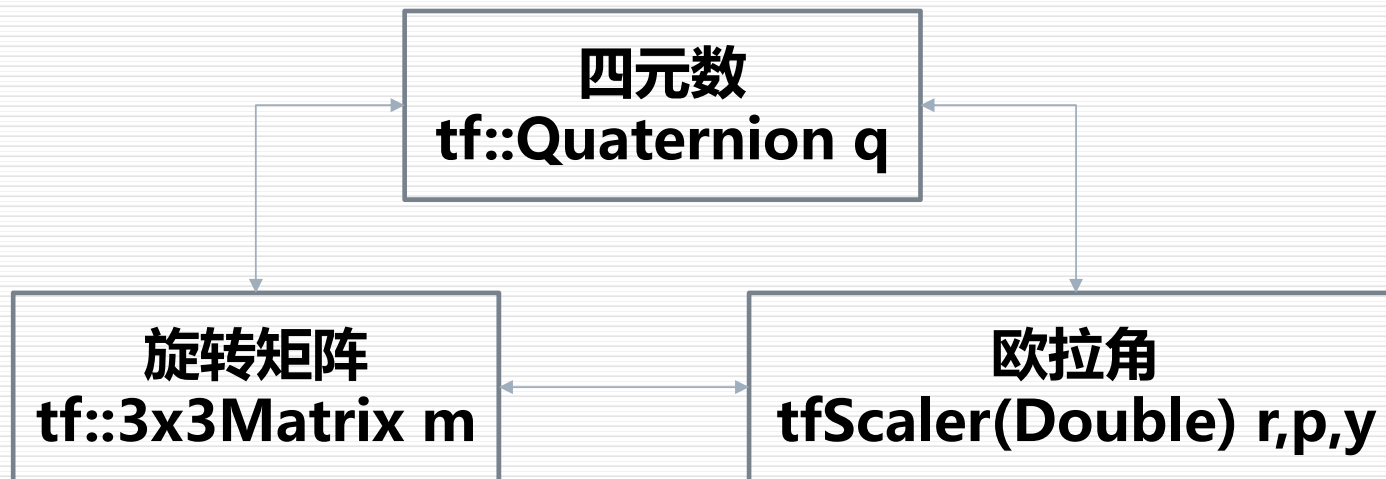 四元数
tf::Quaternion q
旋转矩阵
tf::3x3Matrix m
欧拉角
tfScaler(Double) r,p,y